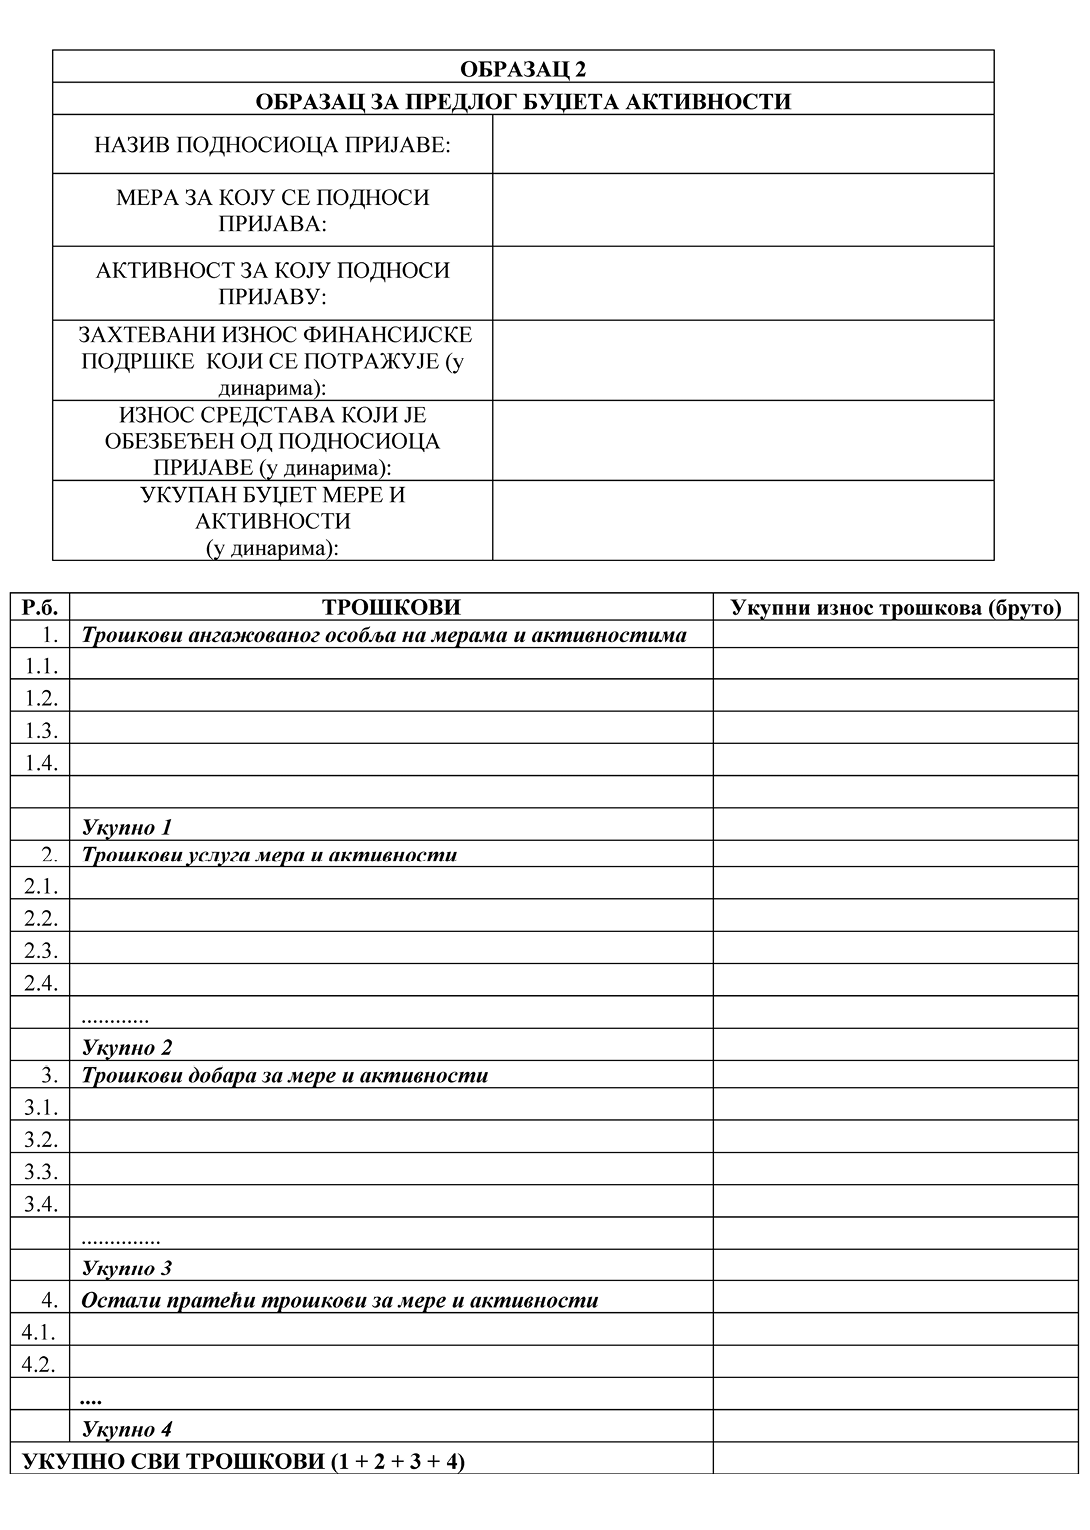 ОБРАЗАЦ 2
ОБРАЗАЦ ЗА ПРЕДЛОГ БУЏЕТА АКТИВНОСТИ
НАЗИВ ПОДНОСИОЦА ПРИЈАВЕ:
МЕРА ЗА КОЈУ СЕ ПОДНОСИ
ПРИЈАВА:
АКТИВНОСТ ЗА КОЈУ ПОДНОСИ
ПРИЈАВУ:
ЗАХТЕВАНИ ИЗНОС ФИНАНСИЈСКЕ
ПОДРШКЕ КОЈИ СЕ ПОТРАЖУЈЕ (у
динарима):
ИЗНОС СРЕДСТАВА КОЈИ ЈЕ
ОБЕЗБЕЂЕН ОД ПОДНОСИОЦА
ПРИЈАВЕ (у динарима):
УКУПАН БУЏЕТ МЕРЕ И
АКТИВНОСТИ
(у динарима):
Р.б. ТРОШКОВИ Укупни износ трошкова (бруто)
1. Трошкови ангажованог особља на мерама и активностима
1.1.
1.2.
1.3.
1.4.
Укупно 1
2. Трошкови услуга мера и активности
2.1.
2.2.
2.3.
2.4.
............
Укупно 2
3. Трошкови добара за мере и активности
3.1.
3.2.
3.3.
3.4.
..............
Укупно 3
4. Остали пратећи трошкови за мере и активности
4.1.
4.2.
....
Укупно 4
УКУПНО СВИ ТРОШКОВИ (1 + 2 + 3 + 4)